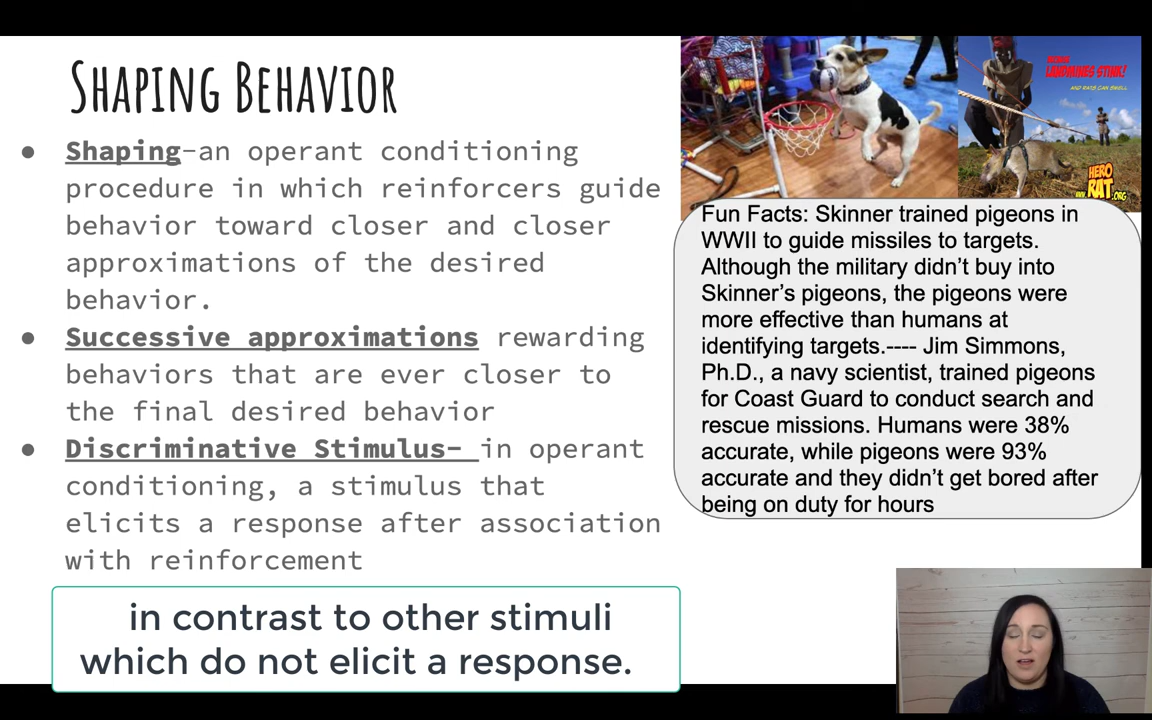 SHAPING BEHAVIOR
● Shaping-an operant conditioning
procedure in which reinforcers guide
behavior toward closer and closer
approximations of the desired
behavior.
● Successive approximations rewarding
behaviors that are ever closer to
the final desired behavior
● Discriminative Stimulus- in operant
conditioning, a stimulus that
elicits a response after association
with reinforcement
in contrast to other stimuli
which do not elicit a response.
LANDMINES STINK!
AND RATS CAN SMELL
HERO
RAT
.ORG
Fun Facts: Skinner trained pigeons in
WWII to guide missiles to targets.
Although the military didn't buy into
Skinner's pigeons, the pigeons were
more effective than humans at
identifying targets.---- Jim Simmons,
Ph.D., a navy scientist, trained pigeons
for Coast Guard to conduct search and
rescue missions. Humans were 38%
accurate, while pigeons were 93%
accurate and they didn't get bored after
being on duty for hours